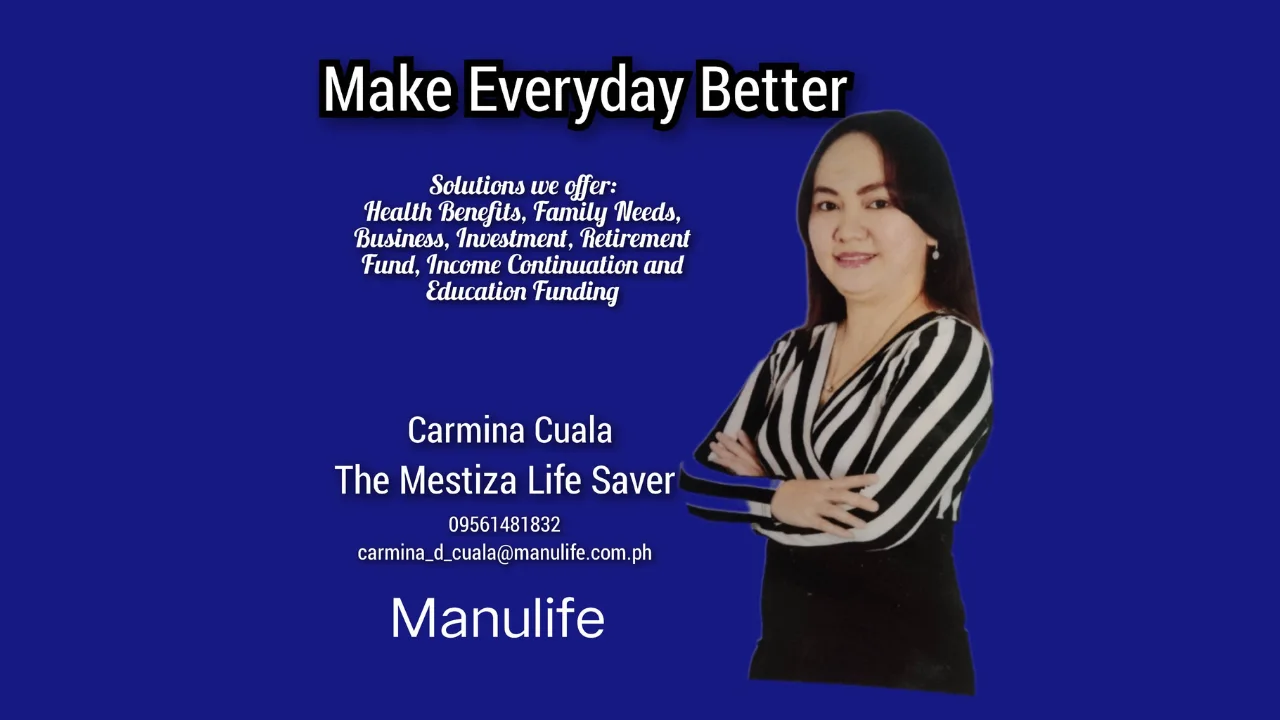 Make Everyday Better
Solutions we offer:
Health Benefits, Family Needs,
Business, Investment, Retirement
Fund, Income Continuation and
Education Funding
Carmina Cuala
The Mestiza Life Saver
09561481832
carmina_d_cuala@manulife.com.ph
Manulife